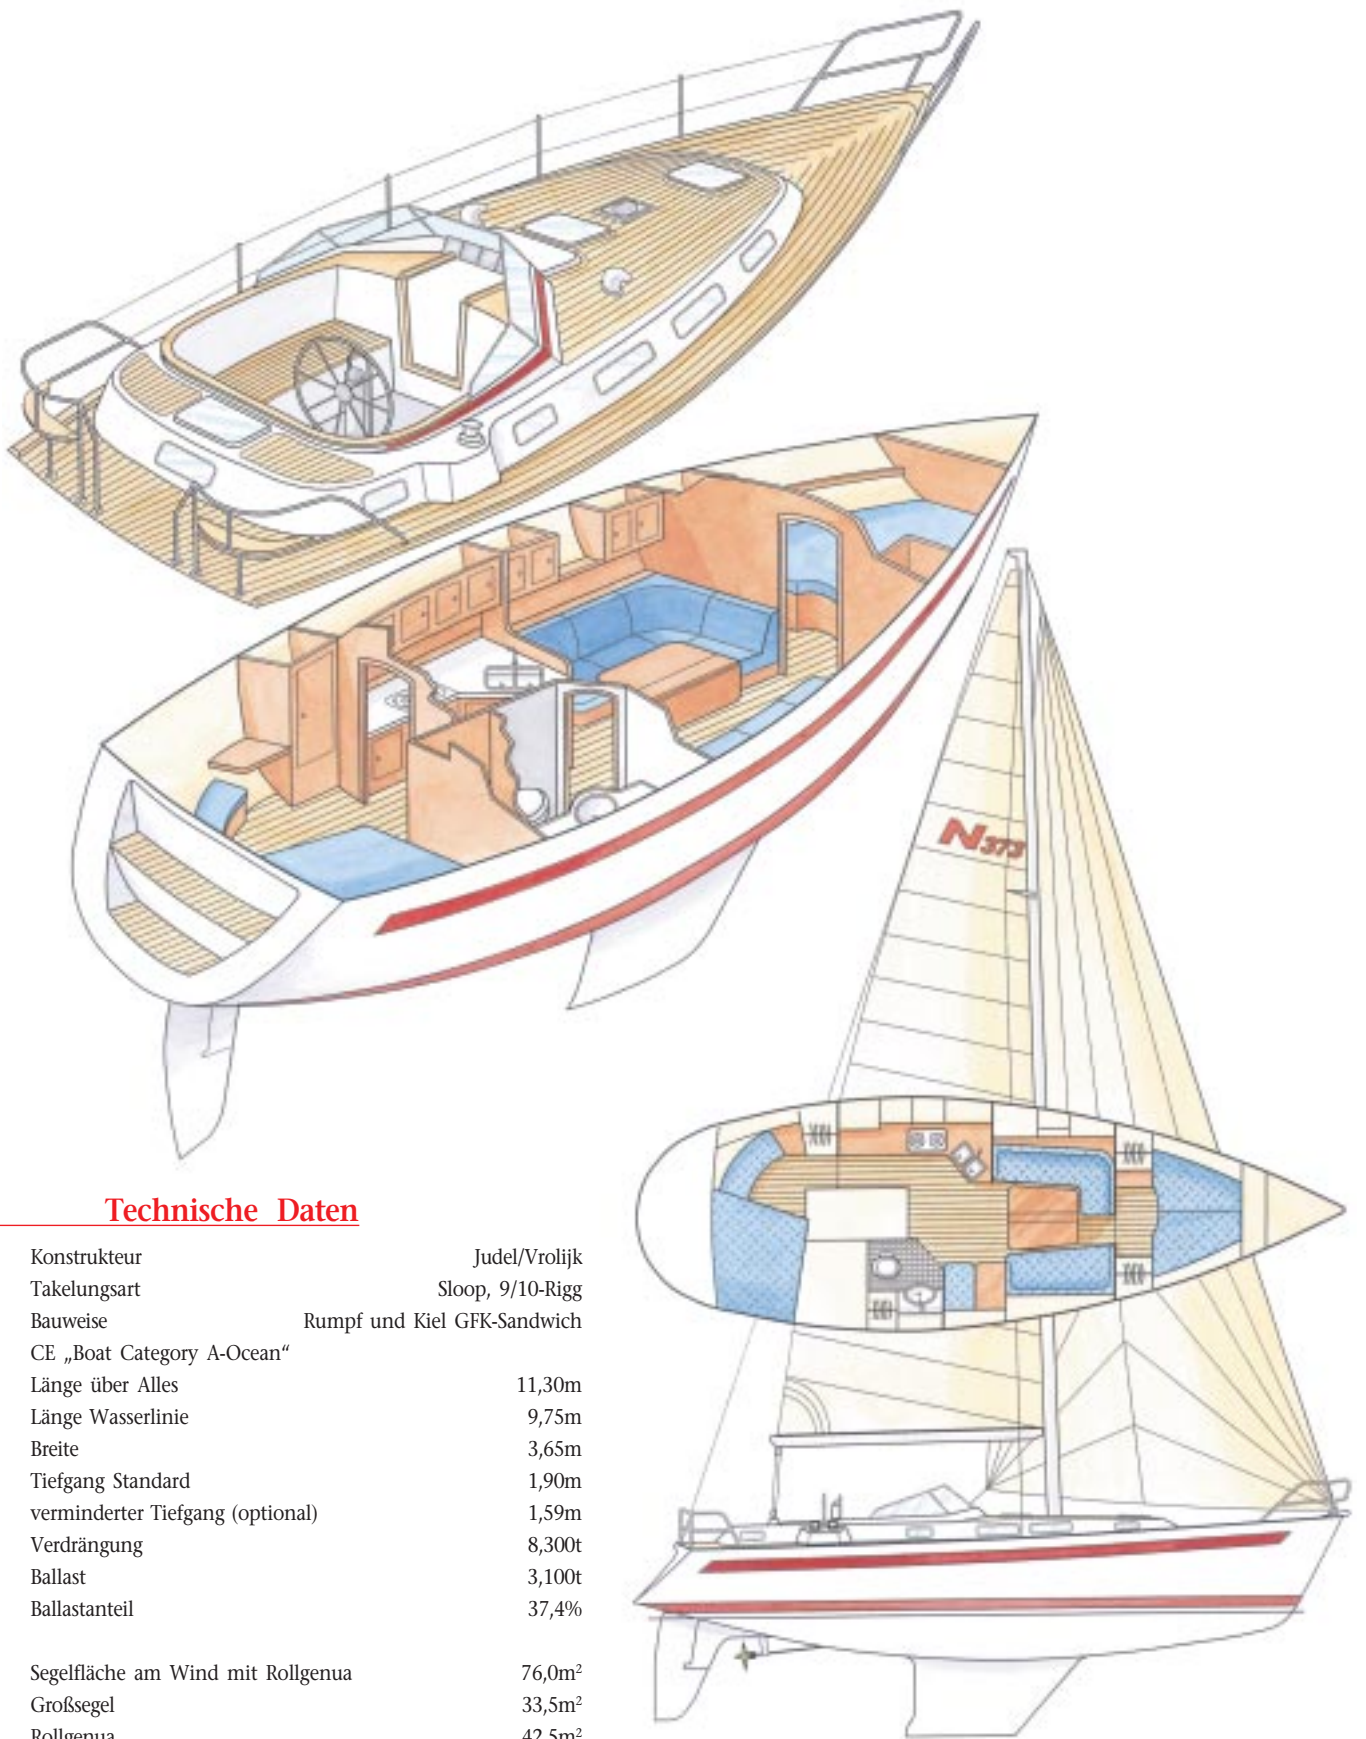 N373
Technische Daten
Konstrukteur Judel/Vrolijk
Takelungsart Sloop, 9/10-Rigg
Bauweise Rumpf und Kiel GFK-Sandwich
CE „Boat Category A-Ocean“
Länge über Alles 11,30m
Länge Wasserlinie 9,75m
Breite 3,65m
Tiefgang Standard 1,90m
verminderter Tiefgang (optional) 1,59m
Verdrängung 8,300t
Ballast 3,100t
Ballastanteil 37,4%
Segelfläche am Wind mit Rollgenua 76,0m²
Großsegel 33,5m²
Rollgenua 42,5m²